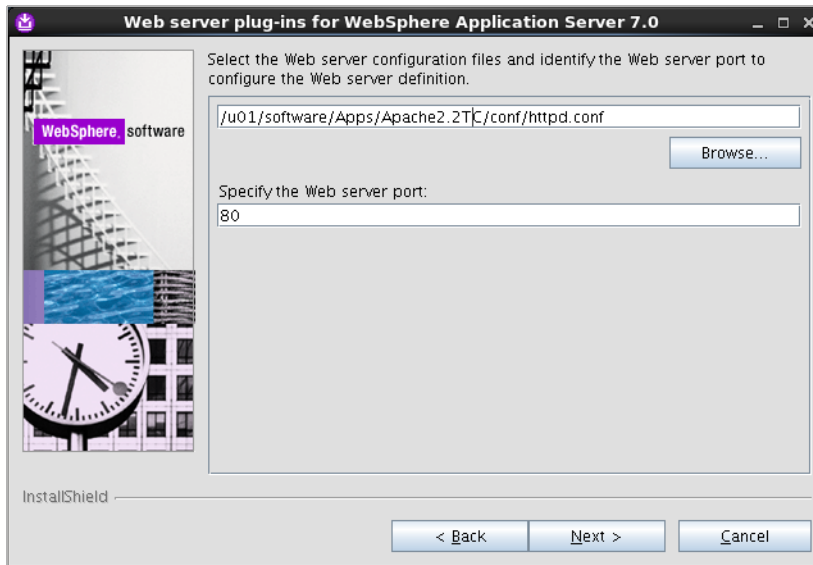 Web server plug-ins for WebSphere Application Server 7.0
Select the Web server configuration files and identify the Web server port to
configure the Web server definition.
WebSphere. software
/u01/software/Apps/Apache2.2TC/conf/httpd.conf
Browse...
Specify the Web server port:
80
InstallShield
< Back
Next >
Cancel